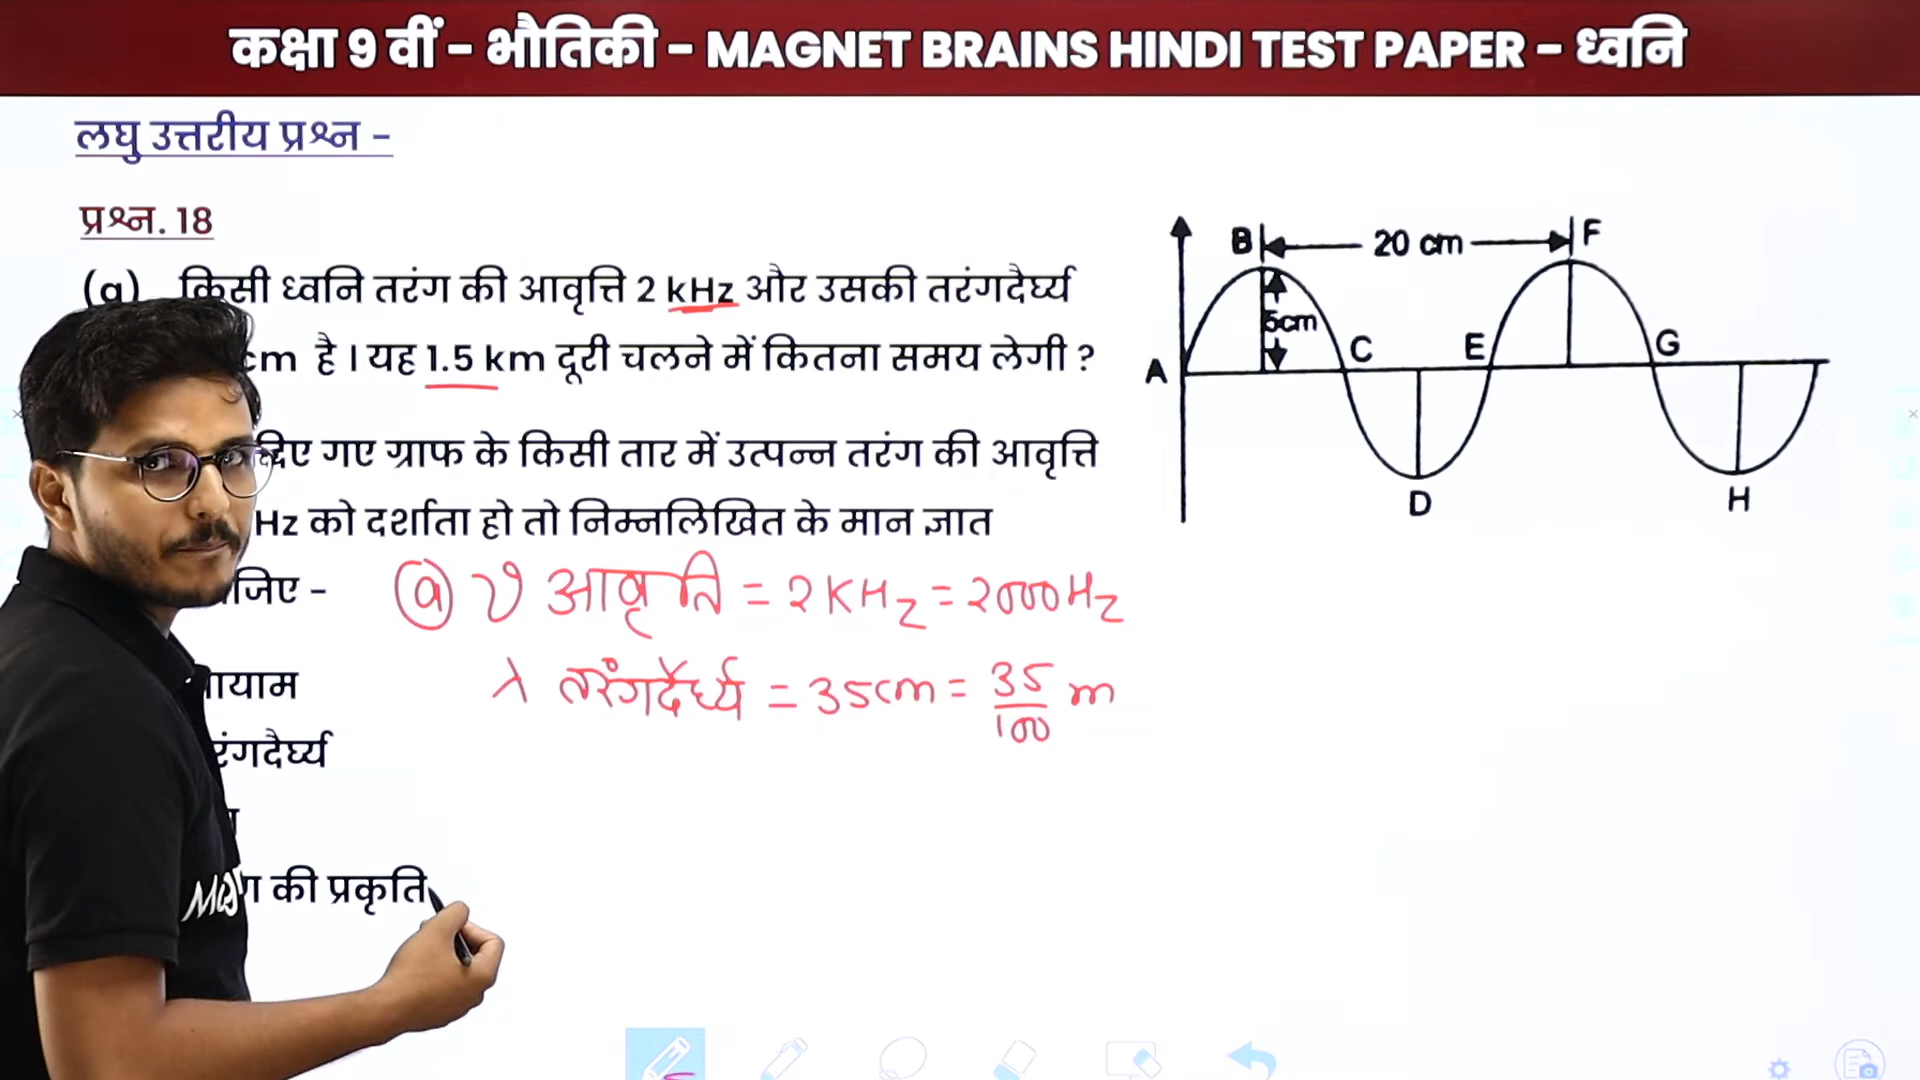 कक्षा 9 वीं - भौतिकी - MAGNET BRAINS HINDI TEST PAPER - ध्वनि
लघु उत्तरीय प्रश्न -
प्रश्न. 18
(a) किसी ध्वनि तरंग की आवृत्ति 2 kHz और उसकी तरंगदैर्घ्य
cm है । यह 1.5 km दूरी चलने में कितना समय लेगी ?
दिए गए ग्राफ के किसी तार में उत्पन्न तरंग की आवृत्ति
Hz को दर्शाता हो तो निम्नलिखित के मान ज्ञात
जिए -
याम
रंगदैर्घ्य
की प्रकृति
B 20 cm F
5cm
A C E G
D H
(a) ν आवृत्ति = 2 KHz = 2000 Hz
λ तरंगदैर्ध्य = 35 cm = 35/100 m